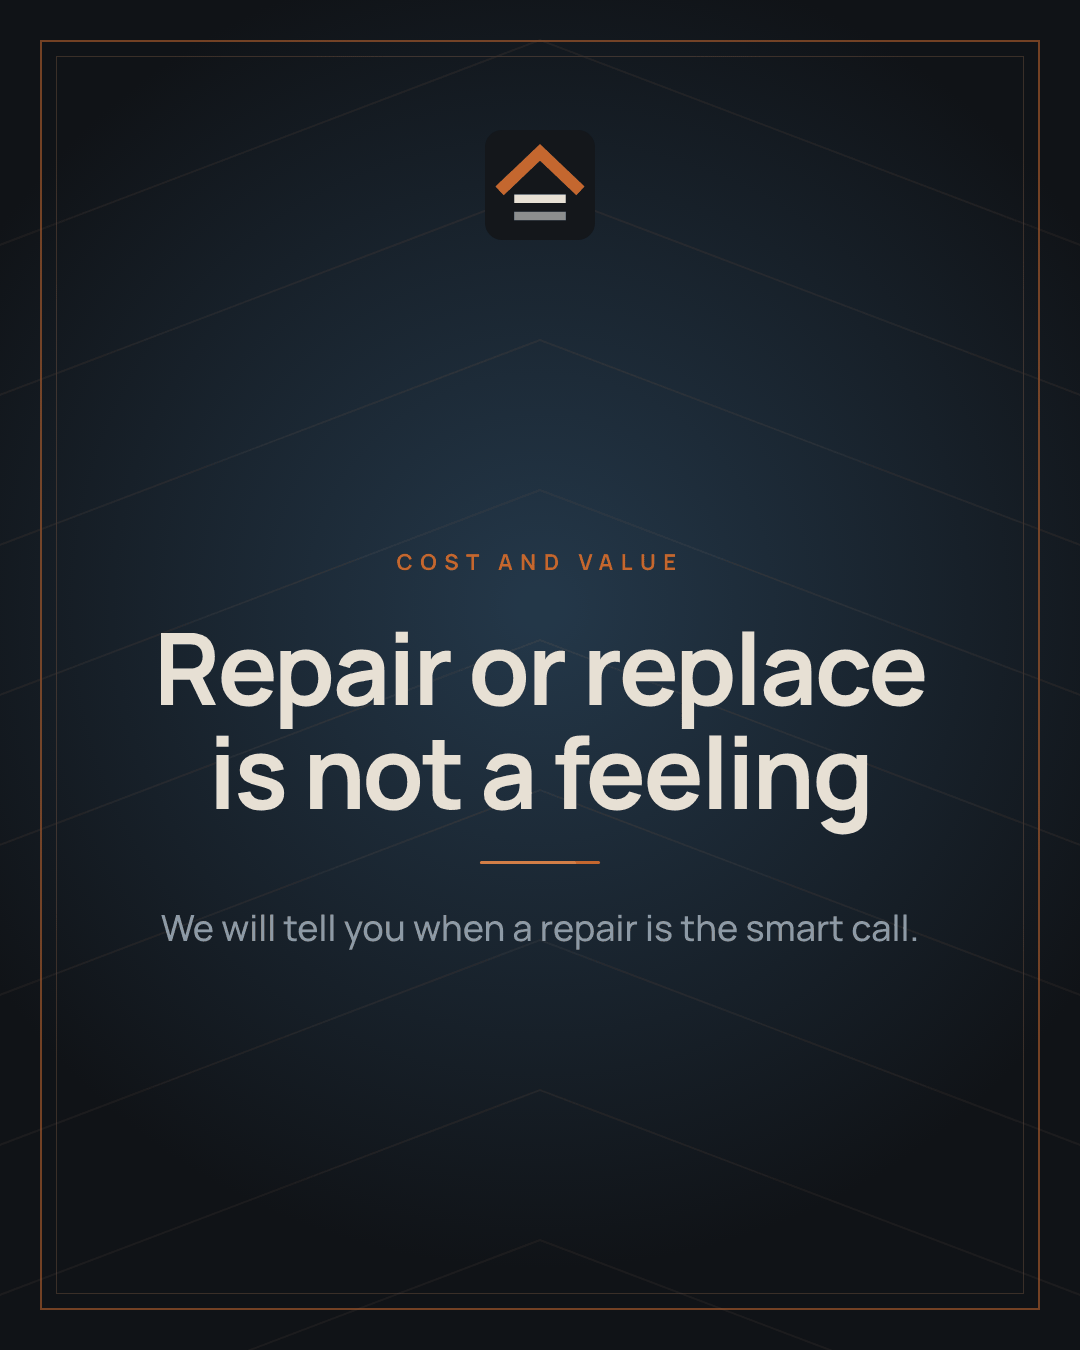 COST AND VALUE
Repair or replace
is not a feeling
We will tell you when a repair is the smart call.